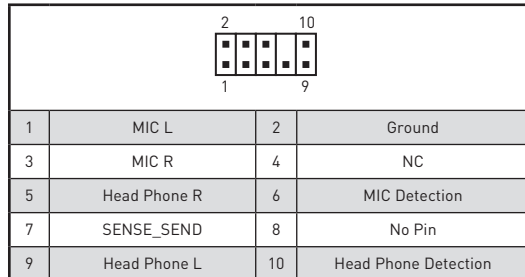 2 10
1 9
1 MIC L 2 Ground
3 MIC R 4 NC
5 Head Phone R 6 MIC Detection
7 SENSE_SEND 8 No Pin
9 Head Phone L 10 Head Phone Detection